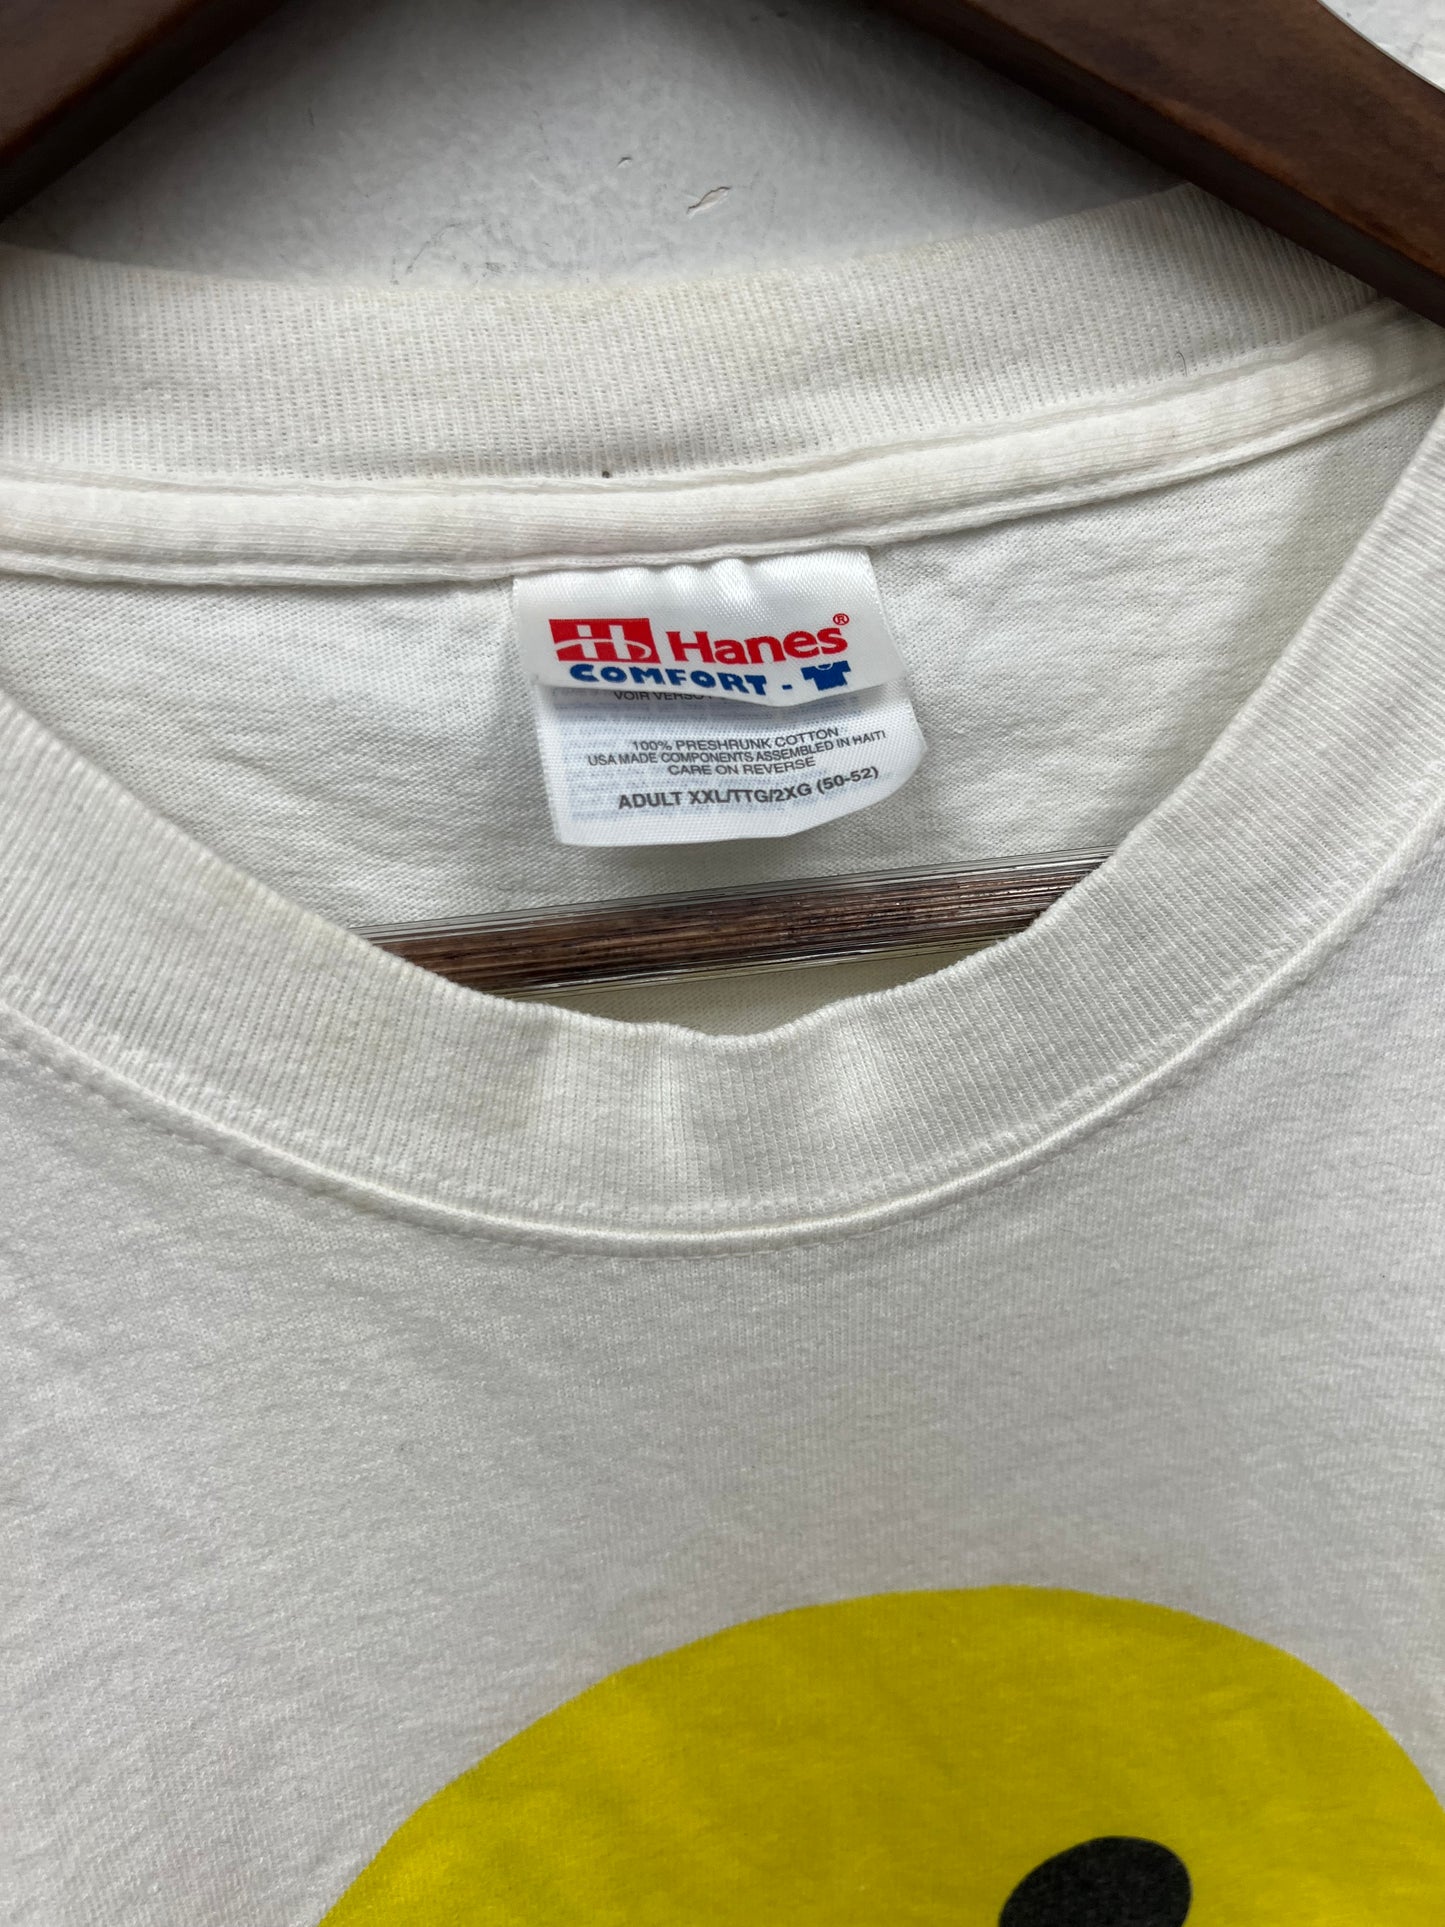 Hanes®
COMFORT -
VOIR VERSO
100% PRESHRUNK COTTON
USA MADE COMPONENTS ASSEMBLED IN HAITI
CARE ON REVERSE
ADULT XXL/TTG/2XG (50-52)